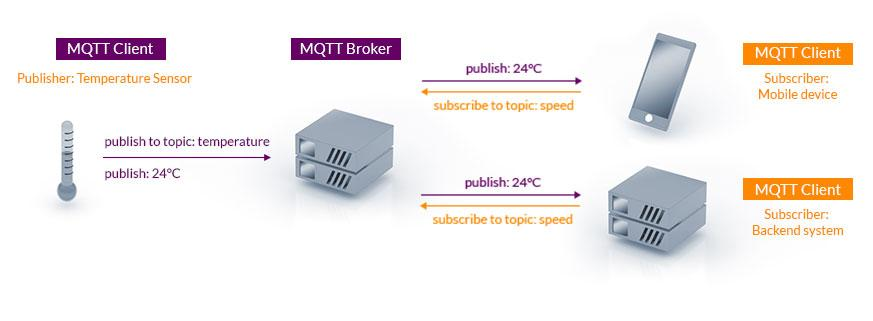 MQTT Client
Publisher: Temperature Sensor
publish to topic: temperature
publish: 24°C
MQTT Broker
publish: 24°C
subscribe to topic: speed
publish: 24°C
subscribe to topic: speed
MQTT Client
Subscriber:
Mobile device
MQTT Client
Subscriber:
Backend system